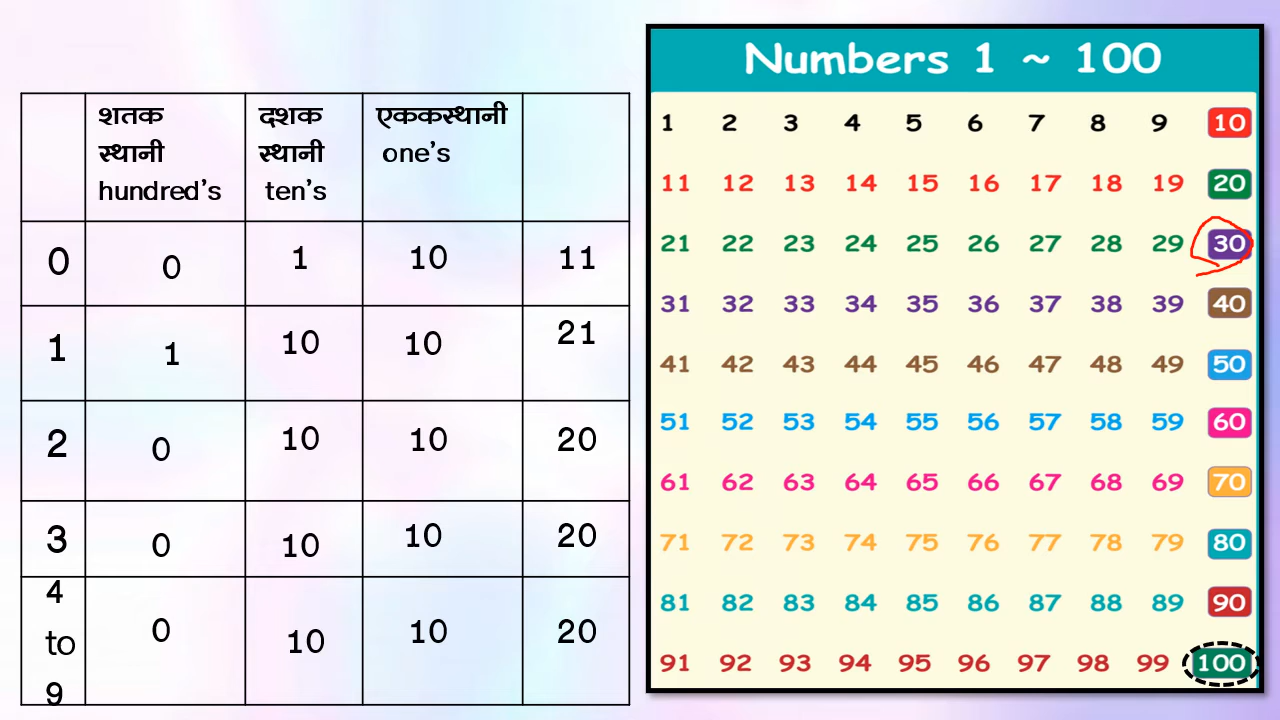 शतक दशक एककस्थानी
स्थानी स्थानी one's
hundred's ten's
0 0 1 10 11
1 1 10 10 21
2 0 10 10 20
3 0 10 10 20
4
to 0 10 10 20
9
Numbers 1 ~ 100
1 2 3 4 5 6 7 8 9 10
11 12 13 14 15 16 17 18 19 20
21 22 23 24 25 26 27 28 29 30
31 32 33 34 35 36 37 38 39 40
41 42 43 44 45 46 47 48 49 50
51 52 53 54 55 56 57 58 59 60
61 62 63 64 65 66 67 68 69 70
71 72 73 74 75 76 77 78 79 80
81 82 83 84 85 86 87 88 89 90
91 92 93 94 95 96 97 98 99 100